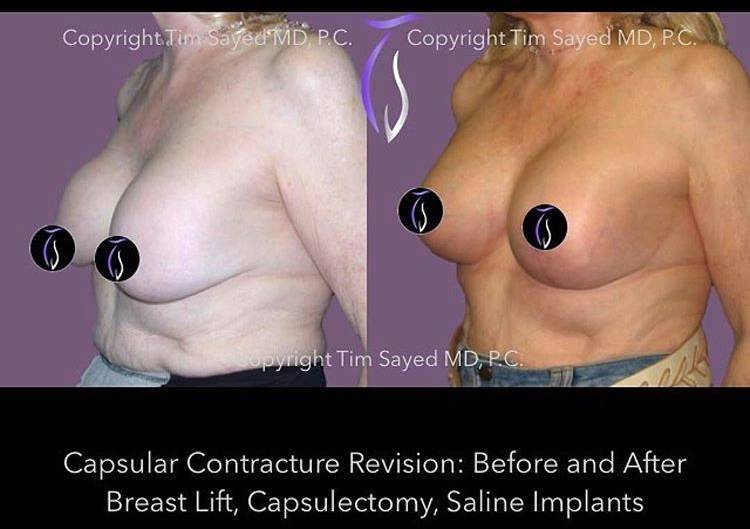 Copyright Tim Sayed MD, P.C.
Copyright Tim Sayed MD, P.C.
Copyright Tim Sayed MD, P.C.
Capsular Contracture Revision: Before and After
Breast Lift, Capsulectomy, Saline Implants